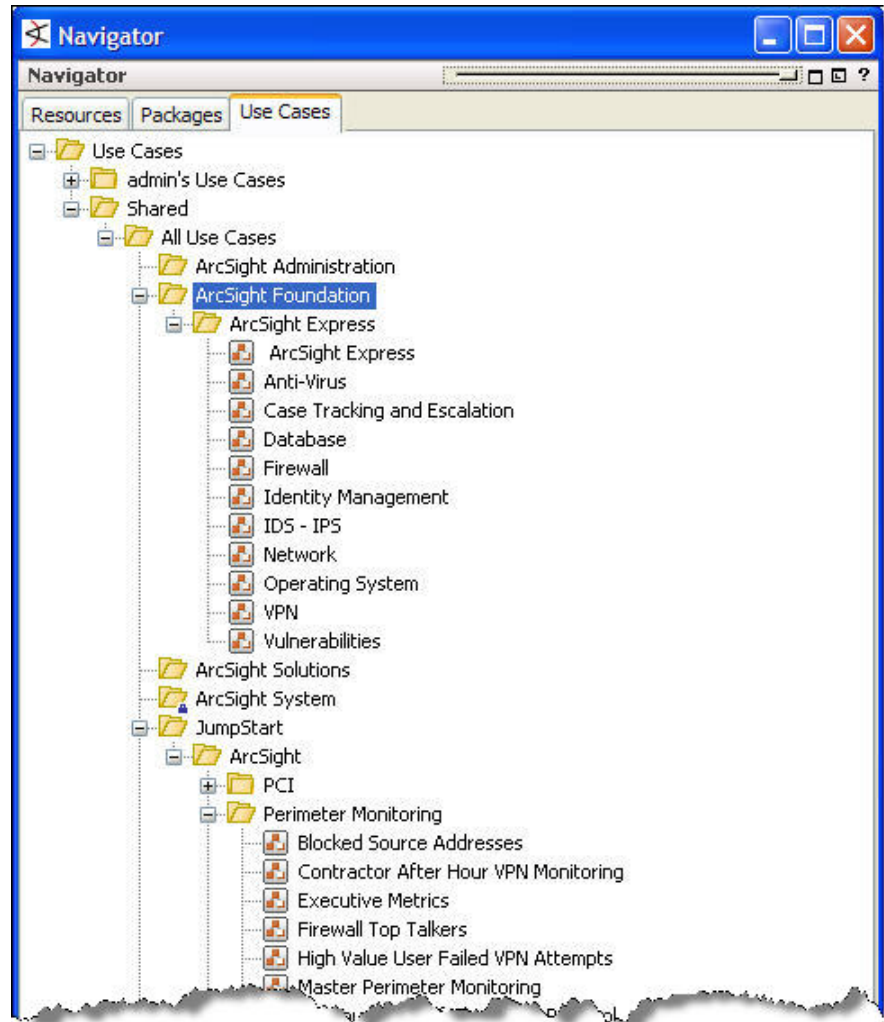 Navigator
Navigator ?
Resources Packages Use Cases
Use Cases
admin's Use Cases
Shared
All Use Cases
ArcSight Administration
ArcSight Foundation
ArcSight Express
ArcSight Express
Anti-Virus
Case Tracking and Escalation
Database
Firewall
Identity Management
IDS - IPS
Network
Operating System
VPN
Vulnerabilities
ArcSight Solutions
ArcSight System
JumpStart
ArcSight
PCI
Perimeter Monitoring
Blocked Source Addresses
Contractor After Hour VPN Monitoring
Executive Metrics
Firewall Top Talkers
High Value User Failed VPN Attempts
Master Perimeter Monitoring